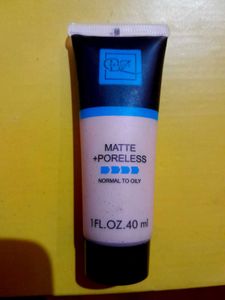 MATTE
+PORELESS
NORMAL TO OILY
1FL.OZ.40 ml